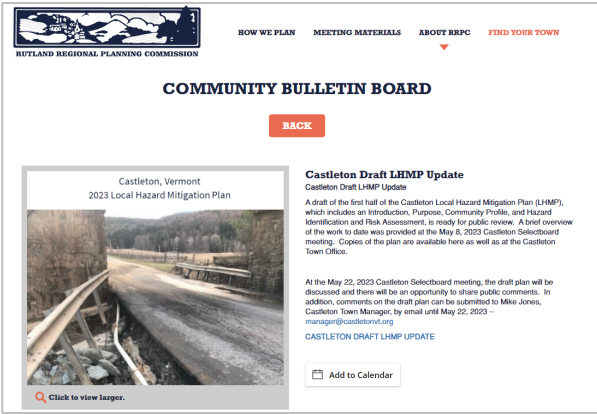 RUTLAND REGIONAL PLANNING COMMISSION
HOW WE PLAN MEETING MATERIALS ABOUT RRPC FIND YOUR TOWN
COMMUNITY BULLETIN BOARD
BACK
Castleton, Vermont
2023 Local Hazard Mitigation Plan
Click to view larger.
Castleton Draft LHMP Update
Castleton Draft LHMP Update
A draft of the first half of the Castleton Local Hazard Mitigation Plan (LHMP),
which includes an Introduction, Purpose, Community Profile, and Hazard
Identification and Risk Assessment, is ready for public review. A brief overview
of the work to date was provided at the May 8, 2023 Castleton Selectboard
meeting. Copies of the plan are available here as well as at the Castleton
Town Office.
At the May 22, 2023 Castleton Selectboard meeting, the draft plan will be
discussed and there will be an opportunity to share public comments. In
addition, comments on the draft plan can be submitted to Mike Jones,
Castleton Town Manager, by email until May 22, 2023 –
manager@castletonvt.org
CASTLETON DRAFT LHMP UPDATE
Add to Calendar